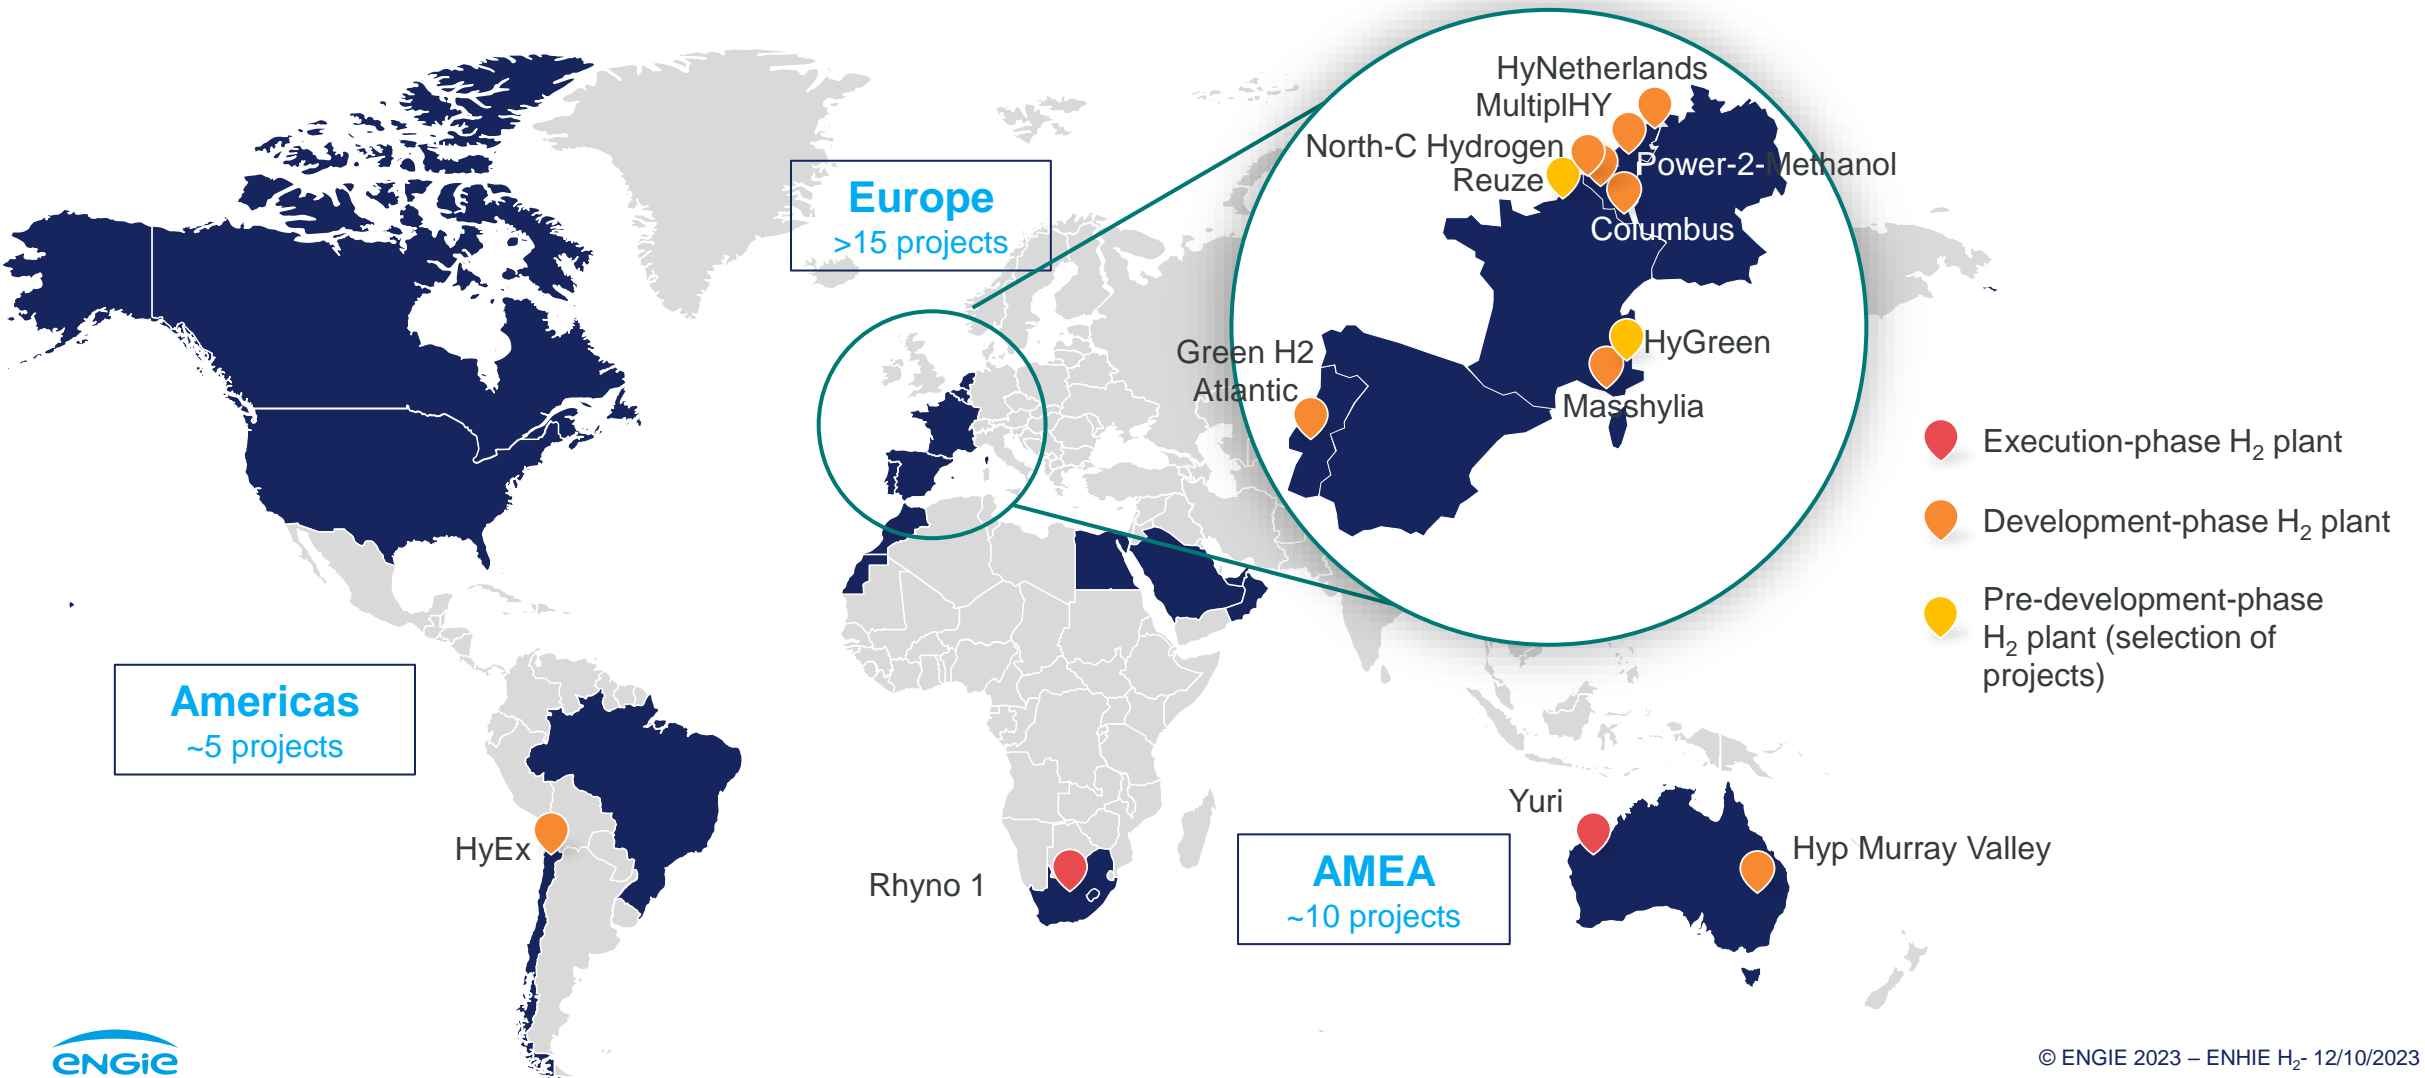 HyNetherlands
MultiplHY
North-C Hydrogen
Power-2-Methanol
Reuze
Columbus
Europe
>15 projects
Green H2
Atlantic
HyGreen
Masshylia
Execution-phase H₂ plant
Development-phase H₂ plant
Pre-development-phase
H₂ plant (selection of
projects)
Americas
~5 projects
HyEx
Rhyno 1
AMEA
~10 projects
Yuri
Hyp Murray Valley
ENGIE
© ENGIE 2023 – ENHIE H₂- 12/10/2023